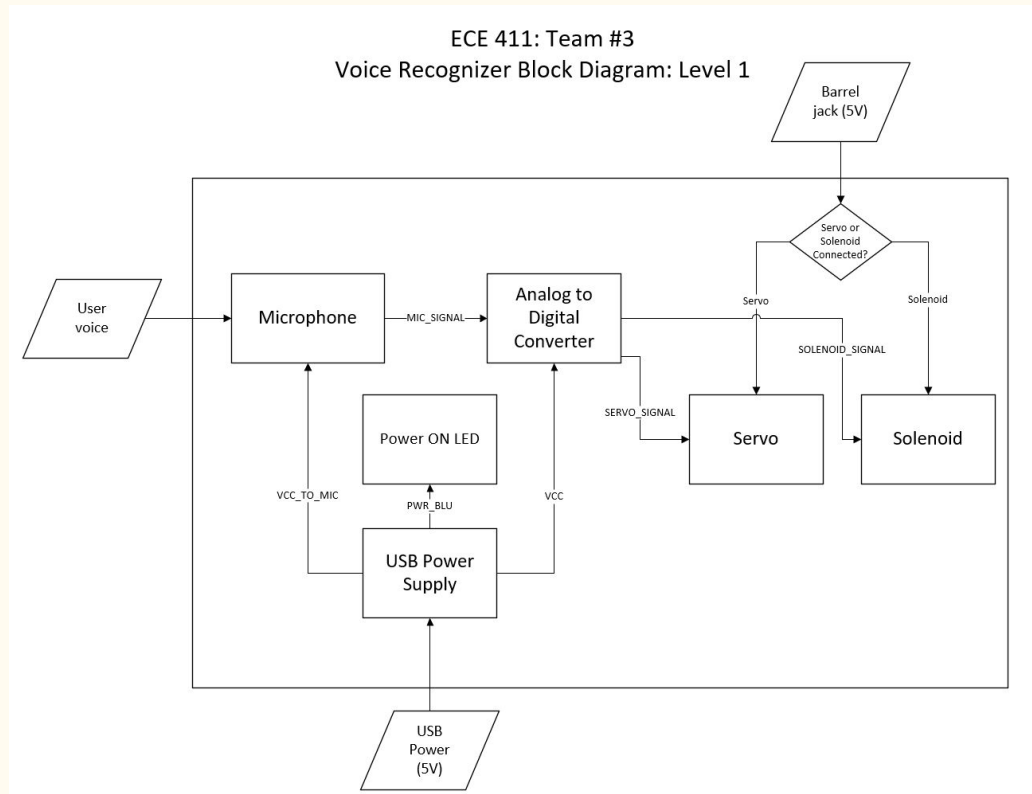 ECE 411: Team #3
Voice Recognizer Block Diagram: Level 1
Barrel
jack (5V)
Servo or
Solenoid
Connected?
Servo
Solenoid
User
voice
Microphone
MIC_SIGNAL
Analog to
Digital
Converter
SOLENOID_SIGNAL
SERVO_SIGNAL
Servo
Solenoid
Power ON LED
VCC_TO_MIC
PWR_BLU
VCC
USB Power
Supply
USB
Power
(5V)